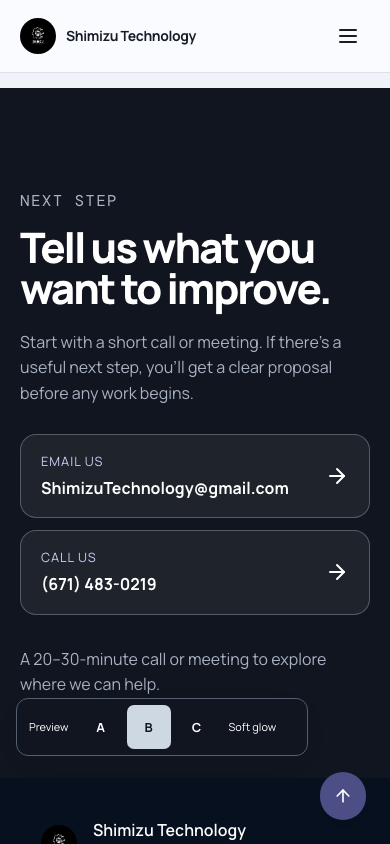 Shimizu Technology
NEXT STEP
Tell us what you
want to improve.
Start with a short call or meeting. If there's a
useful next step, you'll get a clear proposal
before any work begins.
EMAIL US
ShimizuTechnology@gmail.com
CALL US
(671) 483-0219
A 20–30-minute call or meeting to explore
where we can help.
Preview A B C Soft glow
Shimizu Technology